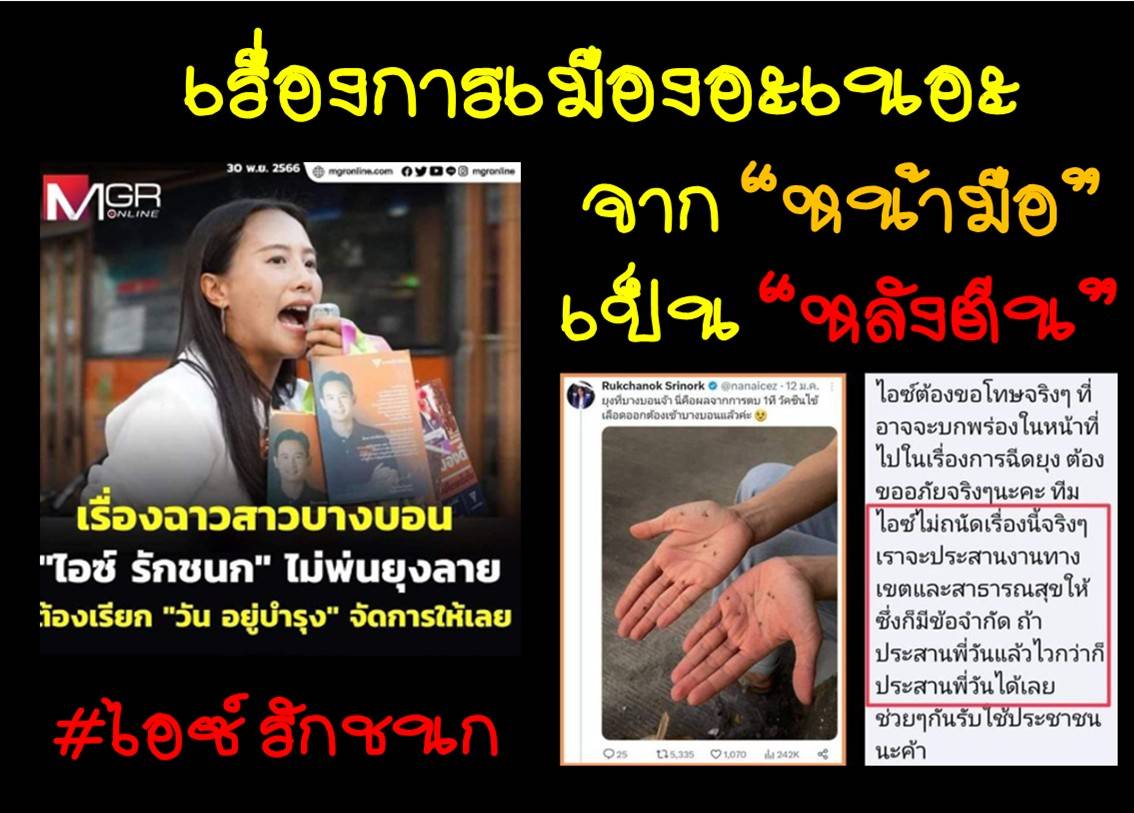 เรื่องการเมืองอะเนอะ
จาก “หน้ามือ”
เป็น “หลังตีน”
30 พ.ย. 2566 mgronline.com mgronline
MGR
ONLINE
เรื่องฉาวสาวบางบอน
"ไอซ์ รักชนก" ไม่พ่นยุงลาย
ต้องเรียก "วัน อยู่บำรุง" จัดการให้เลย
#ไอซ์ รักชนก
Rukchanok Srinork @nanaicez · 12 ม.ค.
ยุงที่บางบอนจ้า นี่คือผลจากการตบ 1ที วัคซีนไข้
เลือดออกต้องเข้าบางบอนแล้วค่ะ 😢
25 5,335 1,070 242K
ไอซ์ต้องขอโทษจริงๆ ที่
อาจจะบกพร่องในหน้าที่
ไปในเรื่องการฉีดยุง ต้อง
ขออภัยจริงๆนะคะ ทีม
ไอซ์ไม่ถนัดเรื่องนี้จริงๆ
เราจะประสานงานทาง
เขตและสาธารณสุขให้
ซึ่งก็มีข้อจำกัด ถ้า
ประสานพี่วันแล้วไวกว่าก็
ประสานพี่วันได้เลย
ช่วยๆกันรับใช้ประชาชน
นะค้า